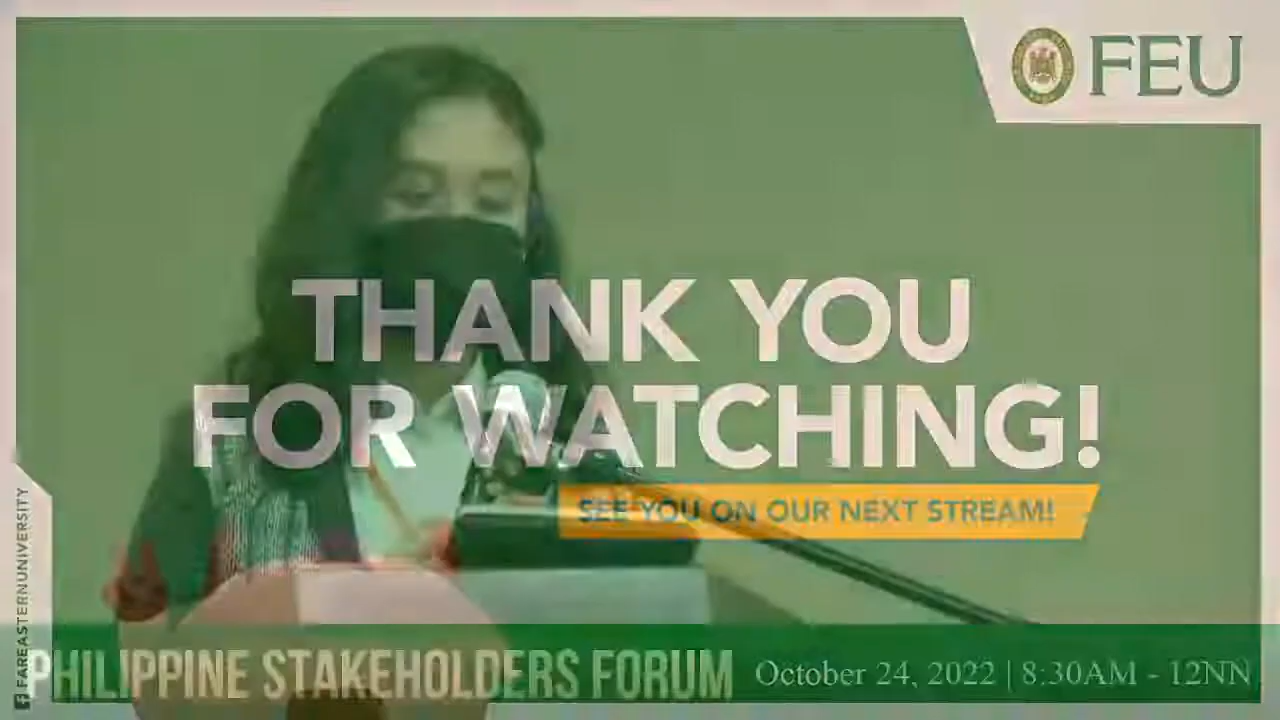 FEU
THANK YOU
FOR WATCHING!
SEE YOU ON OUR NEXT STREAM!
FAREASTERNUNIVERSITY
PHILIPPINE STAKEHOLDERS FORUM
October 24, 2022 | 8:30AM - 12NN